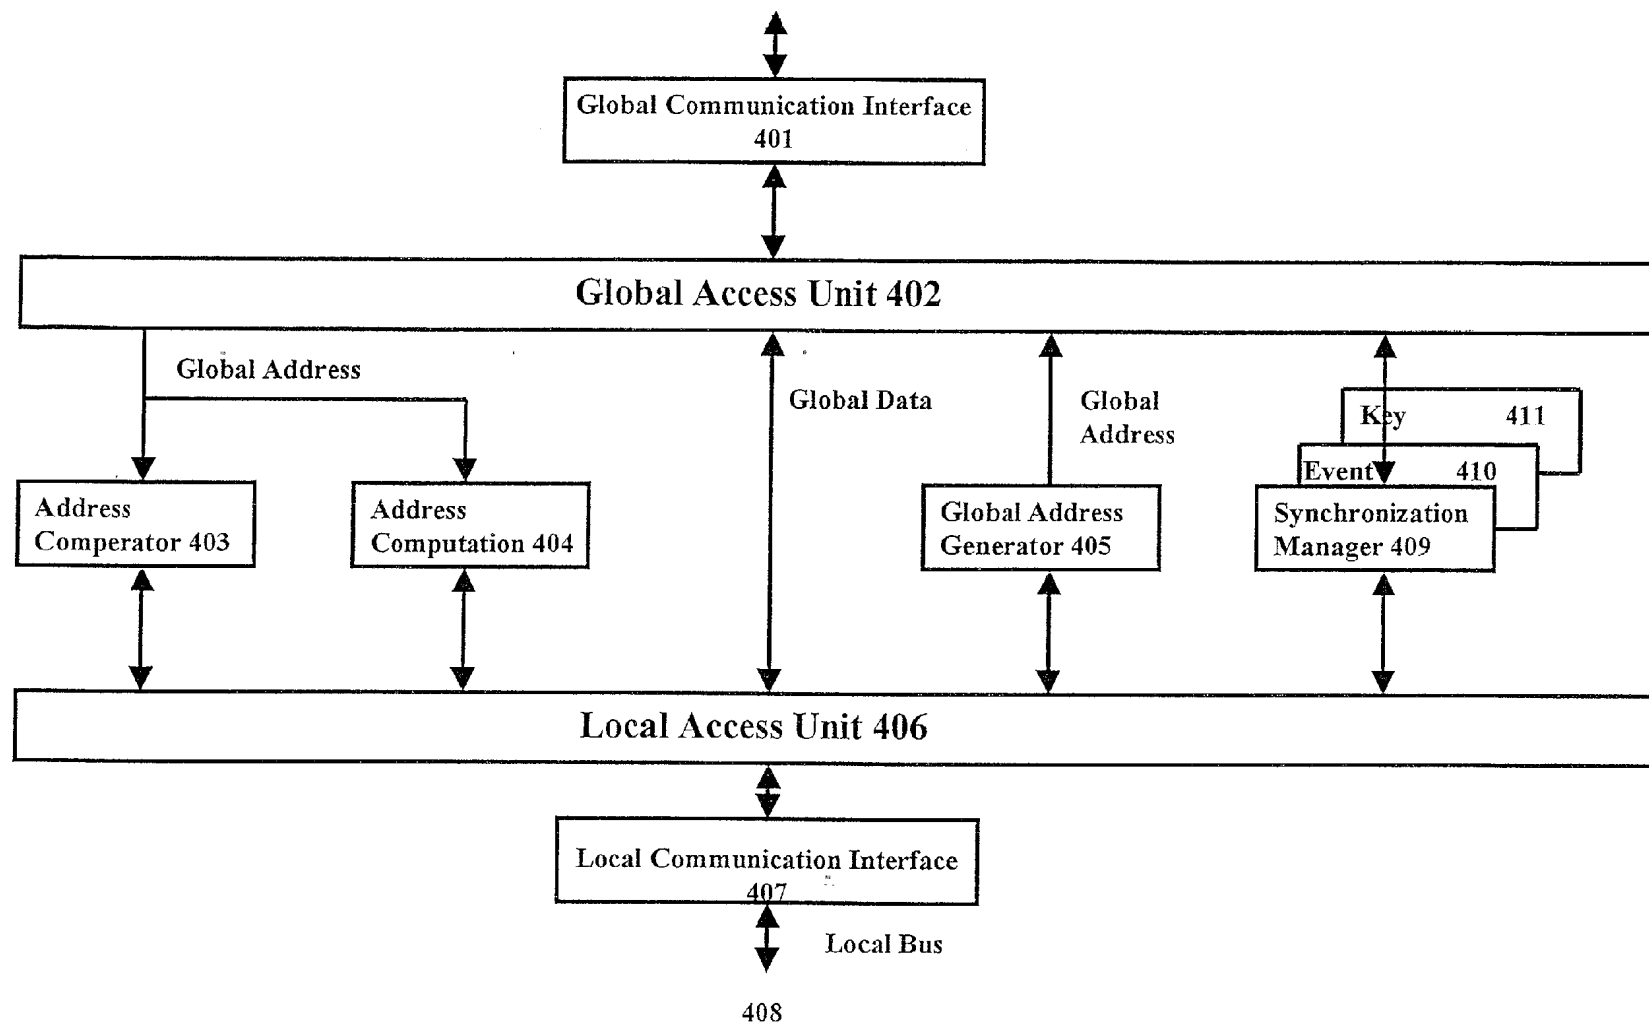 Global Communication Interface
401
Global Access Unit 402
Global Address
Global Data
Global
Address
Key 411
Event 410
Address
Comperator 403
Address
Computation 404
Global Address
Generator 405
Synchronization
Manager 409
Local Access Unit 406
Local Communication Interface
407
Local Bus
408